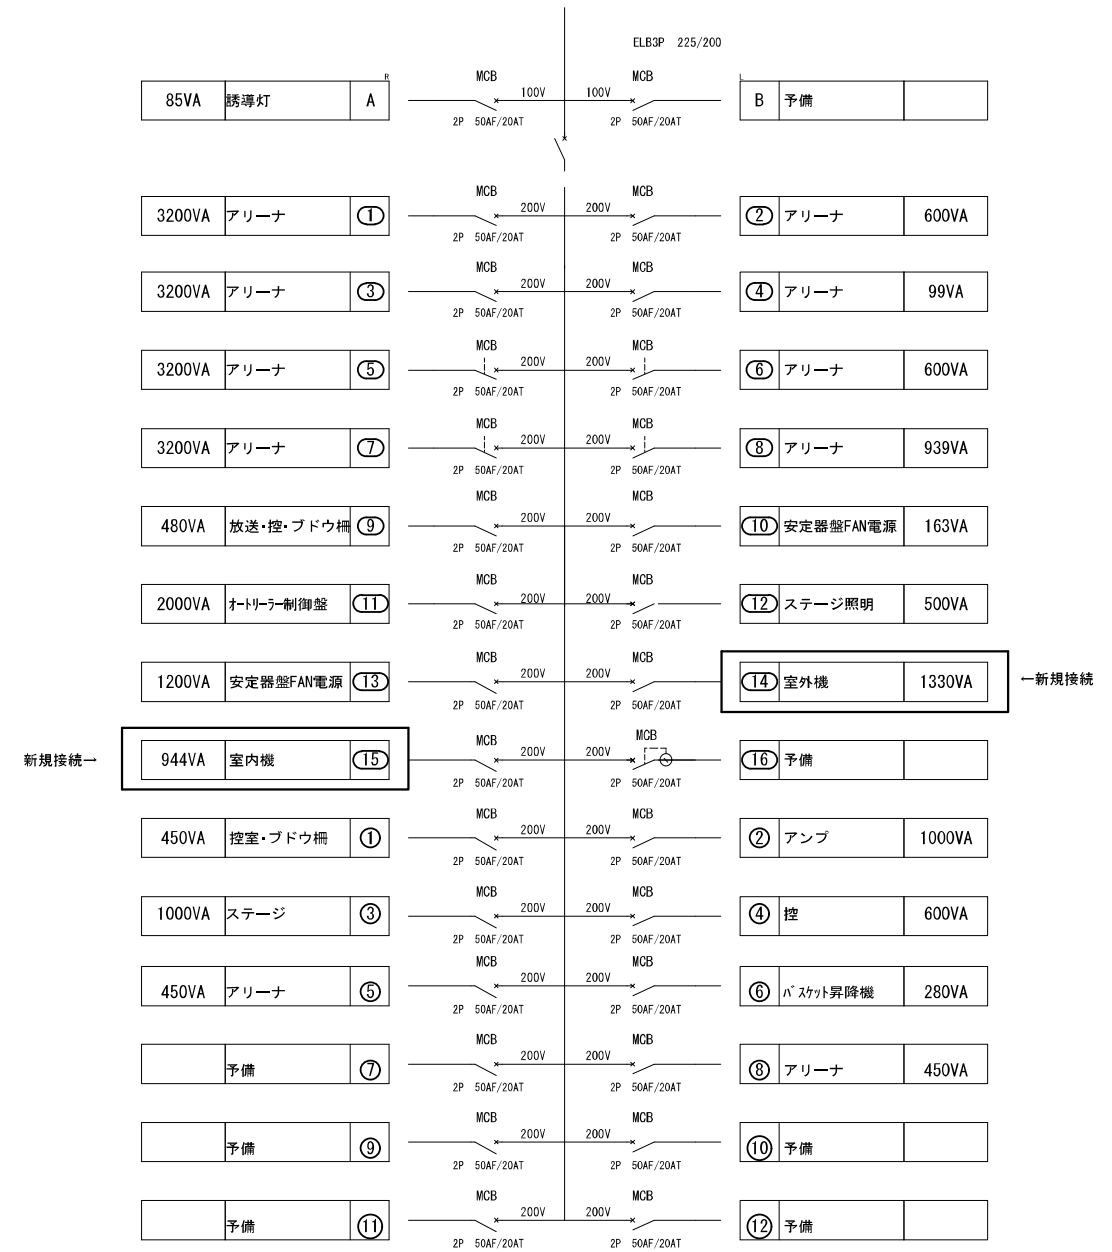 ELB3P 225/200
R L
MCB MCB
85VA 誘導灯 A 100V 100V B 予備
2P 50AF/20AT 2P 50AF/20AT
MCB MCB
3200VA アリーナ ① 200V 200V ② アリーナ 600VA
2P 50AF/20AT 2P 50AF/20AT
MCB MCB
3200VA アリーナ ③ 200V 200V ④ アリーナ 99VA
2P 50AF/20AT 2P 50AF/20AT
MCB MCB
3200VA アリーナ ⑤ 200V 200V ⑥ アリーナ 600VA
2P 50AF/20AT 2P 50AF/20AT
MCB MCB
3200VA アリーナ ⑦ 200V 200V ⑧ アリーナ 939VA
2P 50AF/20AT 2P 50AF/20AT
MCB MCB
480VA 放送・控・ブドウ柵 ⑨ 200V 200V ⑩ 安定器盤FAN電源 163VA
2P 50AF/20AT 2P 50AF/20AT
MCB MCB
2000VA オートリーラー制御盤 ⑪ 200V 200V ⑫ ステージ照明 500VA
2P 50AF/20AT 2P 50AF/20AT
MCB MCB
1200VA 安定器盤FAN電源 ⑬ 200V 200V ⑭ 室外機 1330VA ←新規接続
2P 50AF/20AT 2P 50AF/20AT
MCB MCB
新規接続→ 944VA 室内機 ⑮ 200V 200V ⑯ 予備
2P 50AF/20AT 2P 50AF/20AT
MCB MCB
450VA 控室・ブドウ柵 ① 200V 200V ② アンプ 1000VA
2P 50AF/20AT 2P 50AF/20AT
MCB MCB
1000VA ステージ ③ 200V 200V ④ 控 600VA
2P 50AF/20AT 2P 50AF/20AT
MCB MCB
450VA アリーナ ⑤ 200V 200V ⑥ バスケット昇降機 280VA
2P 50AF/20AT 2P 50AF/20AT
MCB MCB
予備 ⑦ 200V 200V ⑧ アリーナ 450VA
2P 50AF/20AT 2P 50AF/20AT
MCB MCB
予備 ⑨ 200V 200V ⑩ 予備
2P 50AF/20AT 2P 50AF/20AT
MCB MCB
予備 ⑪ 200V 200V ⑫ 予備
2P 50AF/20AT 2P 50AF/20AT